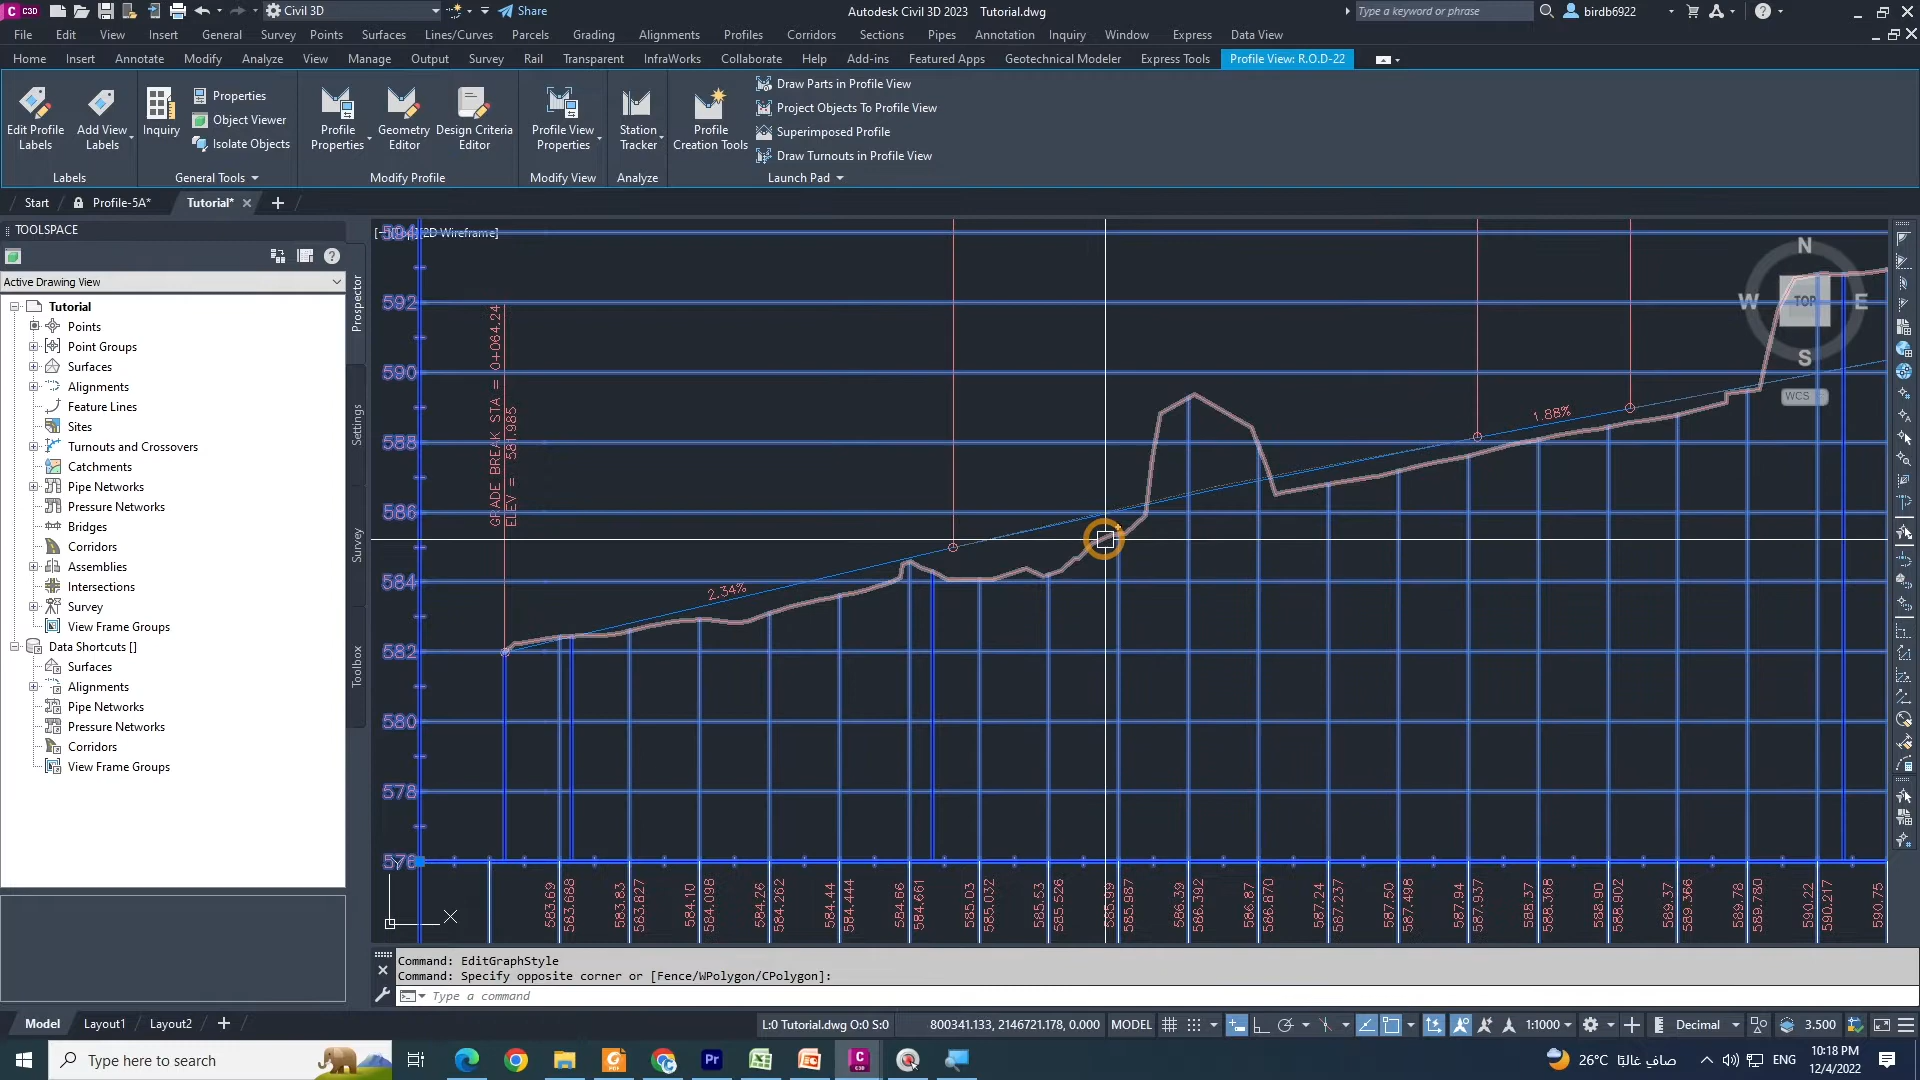 C3D Civil 3D Share Autodesk Civil 3D 2023 Tutorial.dwg Type a keyword or phrase birdb6922
File Edit View Insert General Survey Points Surfaces Lines/Curves Parcels Grading Alignments Profiles Corridors Sections Pipes Annotation Inquiry Window Express Data View
Home Insert Annotate Modify Analyze View Manage Output Survey Rail Transparent InfraWorks Collaborate Help Add-ins Featured Apps Geotechnical Modeler Express Tools Profile View: R.O.D-22
Edit Profile Labels
Add View Labels
Inquiry
Properties
Object Viewer
Isolate Objects
Profile Properties
Geometry Editor
Design Criteria Editor
Profile View Properties
Station Tracker
Profile Creation Tools
Draw Parts in Profile View
Project Objects To Profile View
Superimposed Profile
Draw Turnouts in Profile View
Labels General Tools Modify Profile Modify View Analyze Launch Pad
Start Profile-5A* Tutorial*
TOOLSPACE
Active Drawing View
Tutorial
Points
Point Groups
Surfaces
Alignments
Feature Lines
Sites
Turnouts and Crossovers
Catchments
Pipe Networks
Pressure Networks
Bridges
Corridors
Assemblies
Intersections
Survey
View Frame Groups
Data Shortcuts []
Surfaces
Alignments
Pipe Networks
Pressure Networks
Corridors
View Frame Groups
Prospector
Settings
Survey
Toolbox
2D Wireframe]
594
592
590
588
586
584
582
580
578
576
GRADE BREAK STA = 0+064.24
ELEV = 581.985
2.34%
1.88%
N
W TOP E
S
WCS
583.69
583.688
583.83
583.827
584.10
584.098
584.26
584.262
584.44
584.444
584.66
584.661
585.03
585.032
585.53
585.526
585.99
585.987
586.39
586.392
586.87
586.870
587.24
587.237
587.50
587.498
587.94
587.937
588.37
588.368
588.90
588.902
589.37
589.366
589.78
589.780
590.22
590.217
590.75
Command: EditGraphStyle
Command: Specify opposite corner or [Fence/WPolygon/CPolygon]:
Type a command
Model Layout1 Layout2 L:0 Tutorial.dwg O:0 S:0 800341.133, 2146721.178, 0.000 MODEL 1:1000 Decimal 3.500
Type here to search 26°C صافٍ غالبًا ENG 10:18 PM
12/4/2022